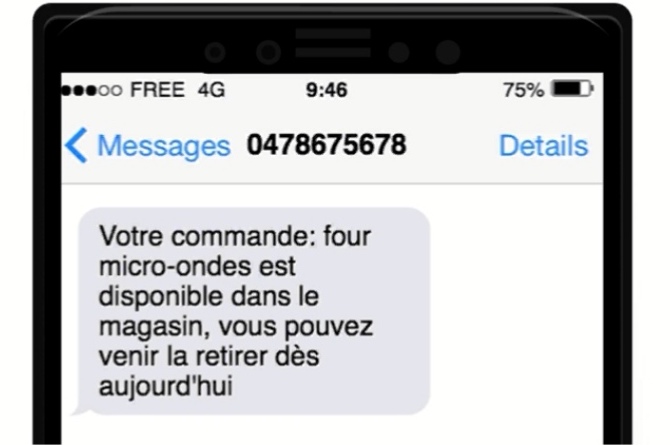 FREE 4G 9:46 75%
Messages 0478675678 Details
Votre commande: four
micro-ondes est
disponible dans le
magasin, vous pouvez
venir la retirer dès
aujourd'hui